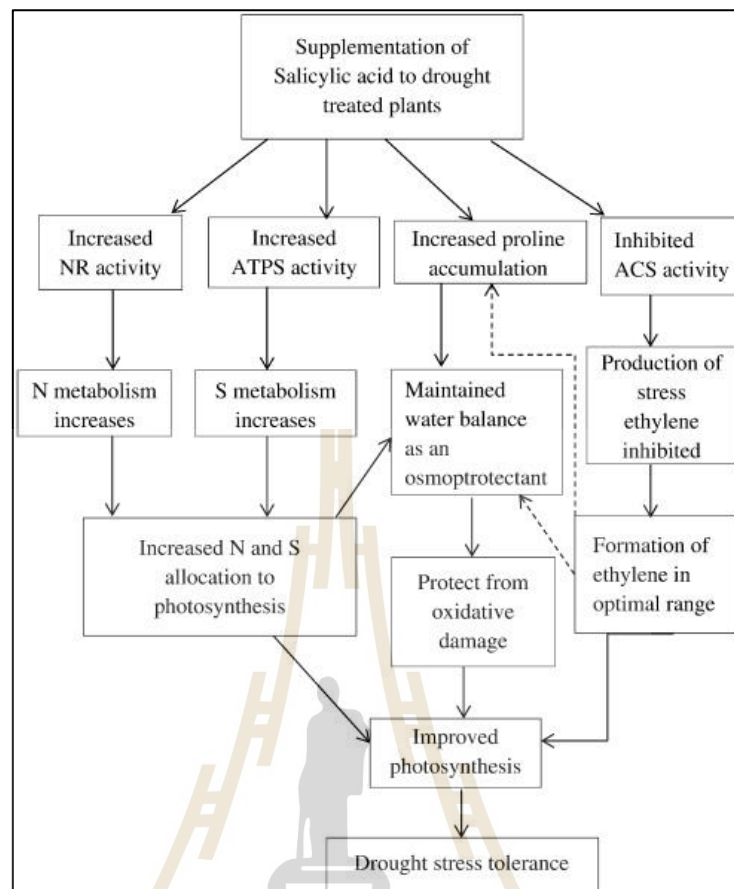 Supplementation of
Salicylic acid to drought
treated plants
Increased
NR activity
Increased
ATPS activity
Increased proline
accumulation
Inhibited
ACS activity
N metabolism
increases
S metabolism
increases
Maintained
water balance
as an
osmoptrotectant
Production of
stress
ethylene
inhibited
Increased N and S
allocation to
photosynthesis
Protect from
oxidative
damage
Formation of
ethylene in
optimal range
Improved
photosynthesis
Drought stress tolerance